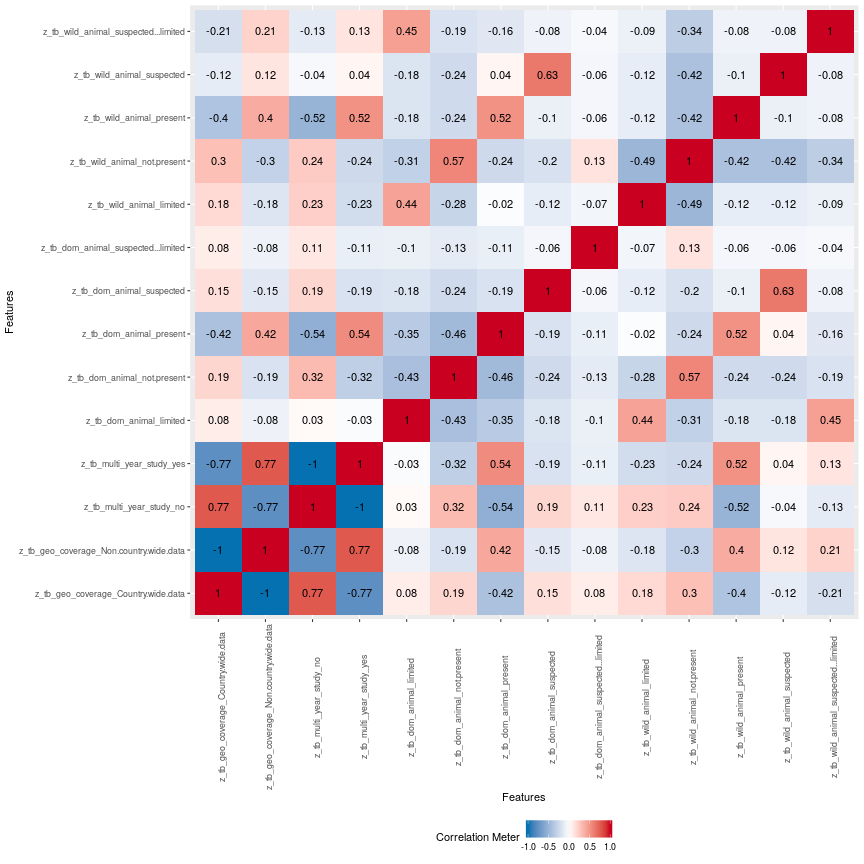 z_tb_wild_animal_suspected...limited -0.21 0.21 -0.13 0.13 0.45 -0.19 -0.16 -0.08 -0.04 -0.09 -0.34 -0.08 -0.08 1
z_tb_wild_animal_suspected -0.12 0.12 -0.04 0.04 -0.18 -0.24 0.04 0.63 -0.06 -0.12 -0.42 -0.1 1 -0.08
z_tb_wild_animal_present -0.4 0.4 -0.52 0.52 -0.18 -0.24 0.52 -0.1 -0.06 -0.12 -0.42 1 -0.1 -0.08
z_tb_wild_animal_not.present 0.3 -0.3 0.24 -0.24 -0.31 0.57 -0.24 -0.2 0.13 -0.49 1 -0.42 -0.42 -0.34
z_tb_wild_animal_limited 0.18 -0.18 0.23 -0.23 0.44 -0.28 -0.02 -0.12 -0.07 1 -0.49 -0.12 -0.12 -0.09
z_tb_dom_animal_suspected...limited 0.08 -0.08 0.11 -0.11 -0.1 -0.13 -0.11 -0.06 1 -0.07 0.13 -0.06 -0.06 -0.04
z_tb_dom_animal_suspected 0.15 -0.15 0.19 -0.19 -0.18 -0.24 -0.19 1 -0.06 -0.12 -0.2 -0.1 0.63 -0.08
z_tb_dom_animal_present -0.42 0.42 -0.54 0.54 -0.35 -0.46 1 -0.19 -0.11 -0.02 -0.24 0.52 0.04 -0.16
z_tb_dom_animal_not.present 0.19 -0.19 0.32 -0.32 -0.43 1 -0.46 -0.24 -0.13 -0.28 0.57 -0.24 -0.24 -0.19
z_tb_dom_animal_limited 0.08 -0.08 0.03 -0.03 1 -0.43 -0.35 -0.18 -0.1 0.44 -0.31 -0.18 -0.18 0.45
z_tb_multi_year_study_yes -0.77 0.77 -1 1 -0.03 -0.32 0.54 -0.19 -0.11 -0.23 -0.24 0.52 0.04 0.13
z_tb_multi_year_study_no 0.77 -0.77 1 -1 0.03 0.32 -0.54 0.19 0.11 0.23 0.24 -0.52 -0.04 -0.13
z_tb_geo_coverage_Non.country.wide.data -1 1 -0.77 0.77 -0.08 -0.19 0.42 -0.15 -0.08 -0.18 -0.3 0.4 0.12 0.21
z_tb_geo_coverage_Country.wide.data 1 -1 0.77 -0.77 0.08 0.19 -0.42 0.15 0.08 0.18 0.3 -0.4 -0.12 -0.21
Features
z_tb_geo_coverage_Country.wide.data
z_tb_geo_coverage_Non.country.wide.data
z_tb_multi_year_study_no
z_tb_multi_year_study_yes
z_tb_dom_animal_limited
z_tb_dom_animal_not.present
z_tb_dom_animal_present
z_tb_dom_animal_suspected
z_tb_dom_animal_suspected...limited
z_tb_wild_animal_limited
z_tb_wild_animal_not.present
z_tb_wild_animal_present
z_tb_wild_animal_suspected
z_tb_wild_animal_suspected...limited
Features
Correlation Meter
-1.0 -0.5 0.0 0.5 1.0